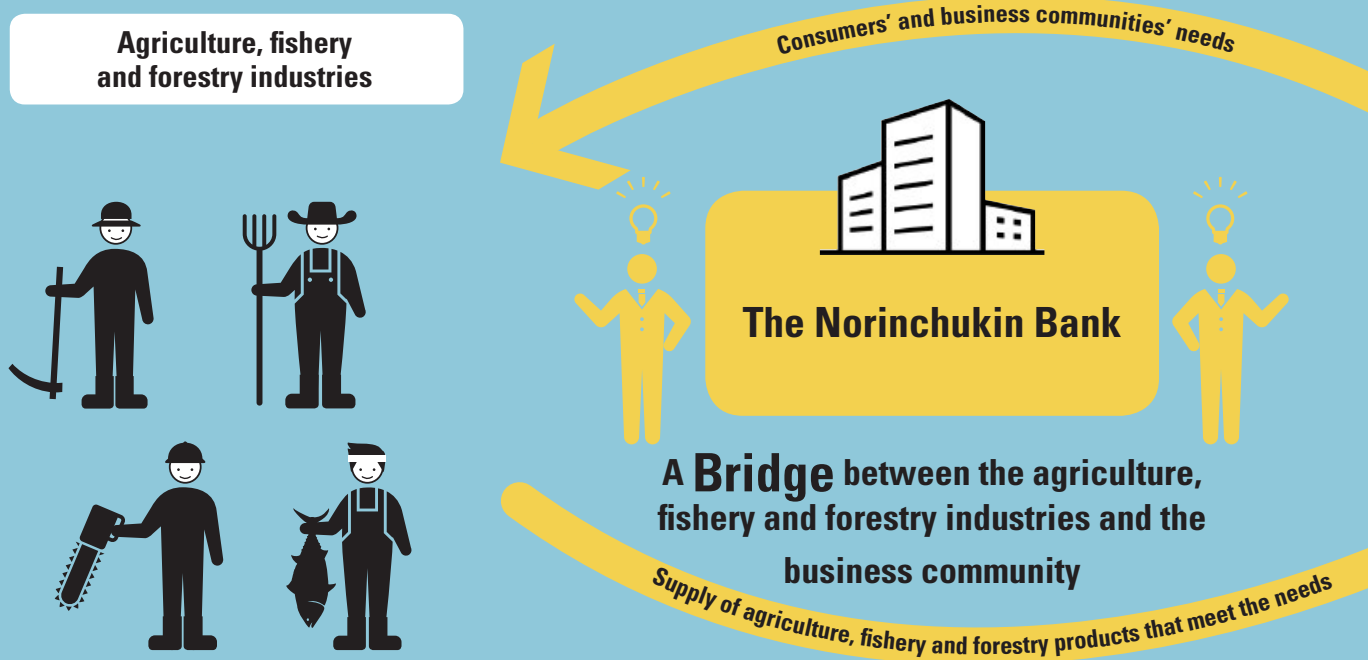 Agriculture, fishery
and forestry industries
Consumers' and business communities' needs
The Norinchukin Bank
A Bridge between the agriculture,
fishery and forestry industries and the
business community
Supply of agriculture, fishery and forestry products that meet the needs